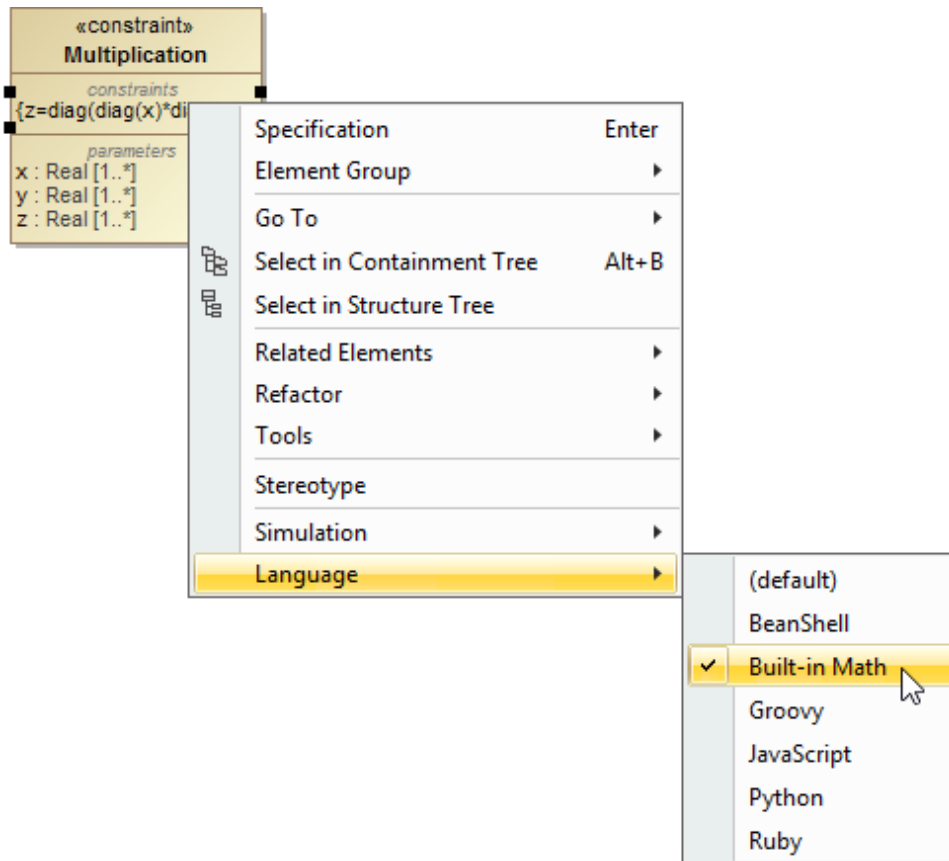 «constraint»
Multiplication
constraints
{z=diag(diag(x)*di
parameters
x : Real [1..*]
y : Real [1..*]
z : Real [1..*]
Specification Enter
Element Group
Go To
Select in Containment Tree Alt+B
Select in Structure Tree
Related Elements
Refactor
Tools
Stereotype
Simulation
Language
(default)
BeanShell
Built-in Math
Groovy
JavaScript
Python
Ruby